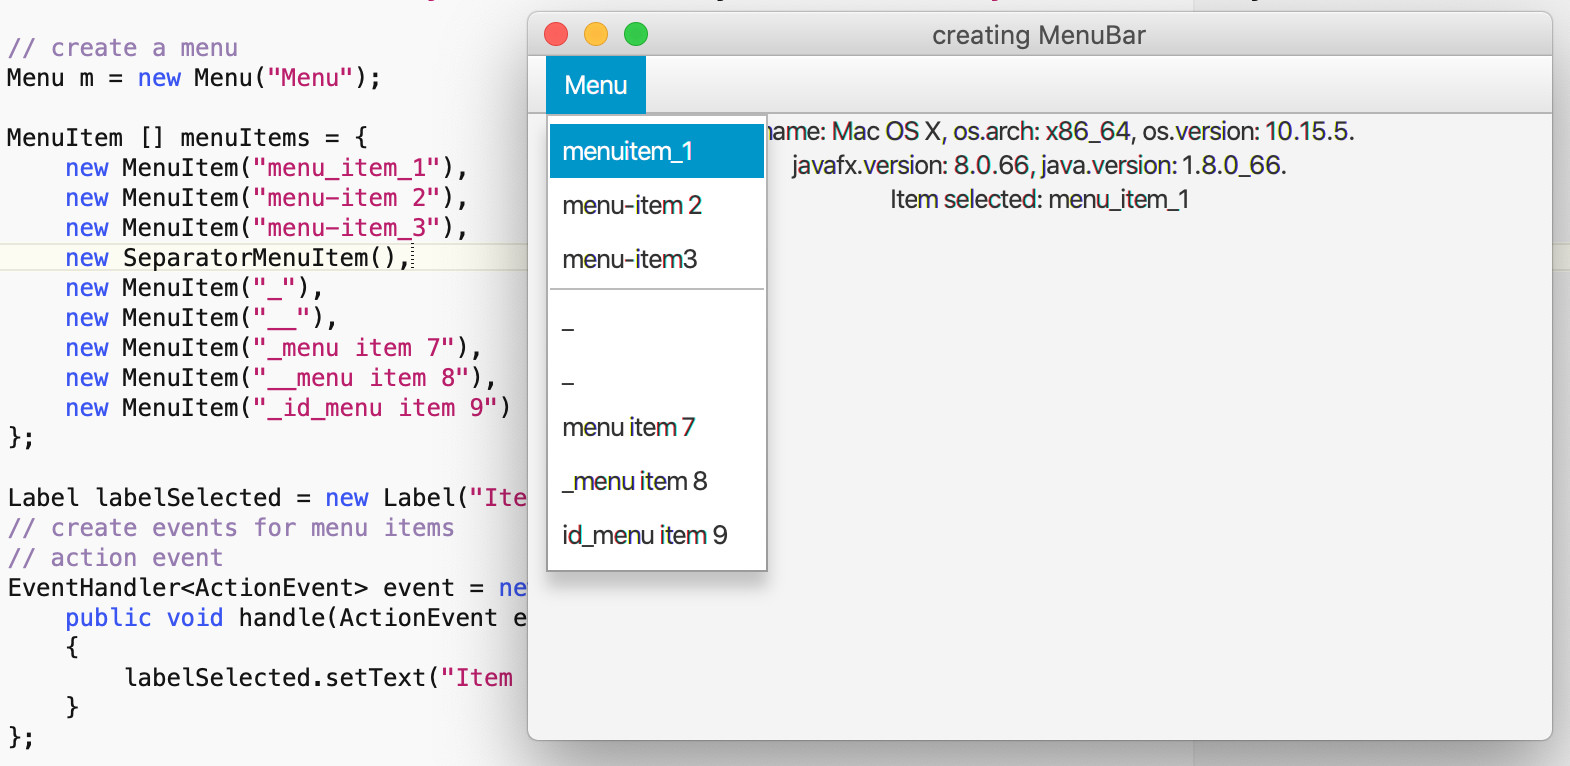 // create a menu
Menu m = new Menu("Menu");
MenuItem [] menuItems = {
new MenuItem("menu_item_1"),
new MenuItem("menu-item 2"),
new MenuItem("menu-item_3"),
new SeparatorMenuItem(),
new MenuItem("_"),
new MenuItem("__"),
new MenuItem("_menu item 7"),
new MenuItem("__menu item 8"),
new MenuItem("_id_menu item 9")
};
Label labelSelected = new Label("Ite
// create events for menu items
// action event
EventHandler<ActionEvent> event = ne
public void handle(ActionEvent e
{
labelSelected.setText("Item
}
};
creating MenuBar
Menu
menuitem_1
menu-item 2
menu-item3
_
_
menu item 7
_menu item 8
id_menu item 9
name: Mac OS X, os.arch: x86_64, os.version: 10.15.5.
javafx.version: 8.0.66, java.version: 1.8.0_66.
Item selected: menu_item_1